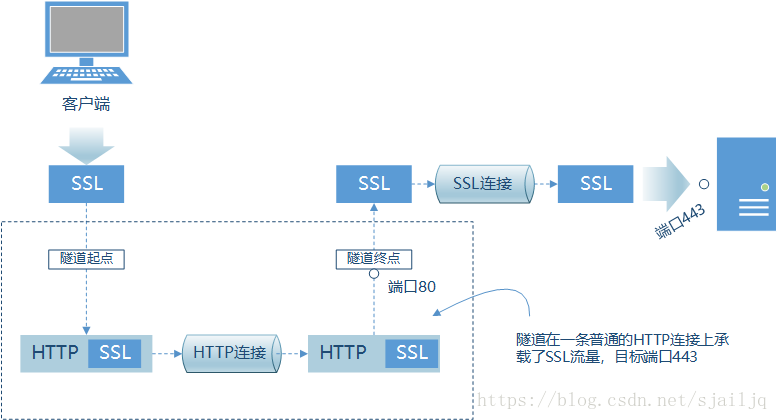 客户端
SSL
SSL
SSL连接
SSL
端口443
隧道起点
隧道终点
端口80
HTTP
SSL
HTTP连接
HTTP
SSL
隧道在一条普通的HTTP连接上承
载了SSL流量，目标端口443
https://blog.csdn.net/sjailjq